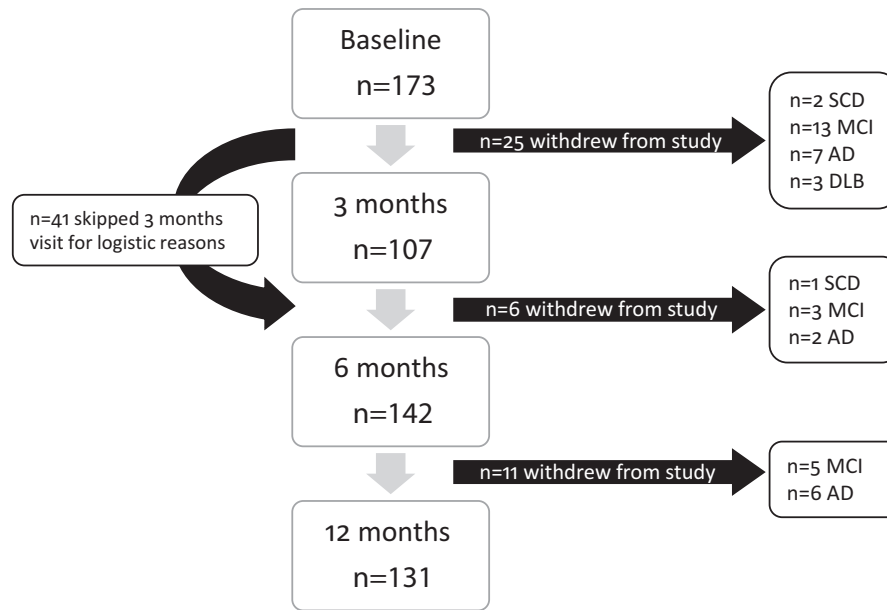 Baseline
n=173
n=25 withdrew from study
n=2 SCD
n=13 MCI
n=7 AD
n=3 DLB
n=41 skipped 3 months
visit for logistic reasons
3 months
n=107
n=6 withdrew from study
n=1 SCD
n=3 MCI
n=2 AD
6 months
n=142
n=11 withdrew from study
n=5 MCI
n=6 AD
12 months
n=131